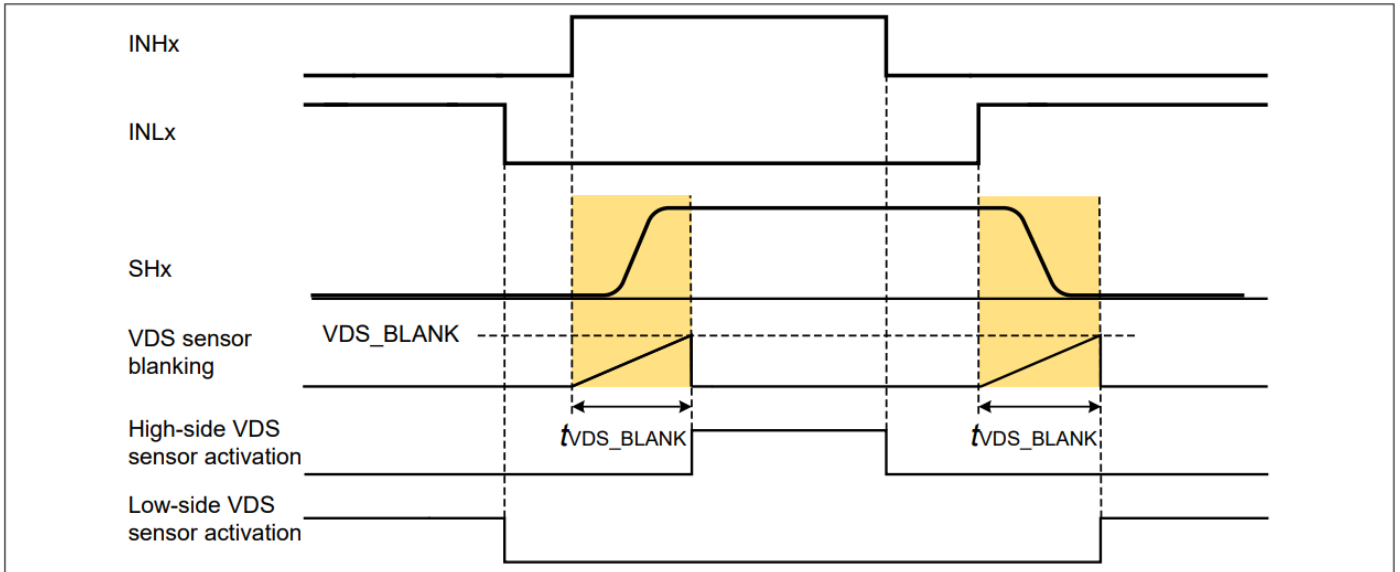 INHx
INLx
SHx
VDS sensor
blanking
VDS_BLANK
tVDS_BLANK
tVDS_BLANK
High-side VDS
sensor activation
Low-side VDS
sensor activation